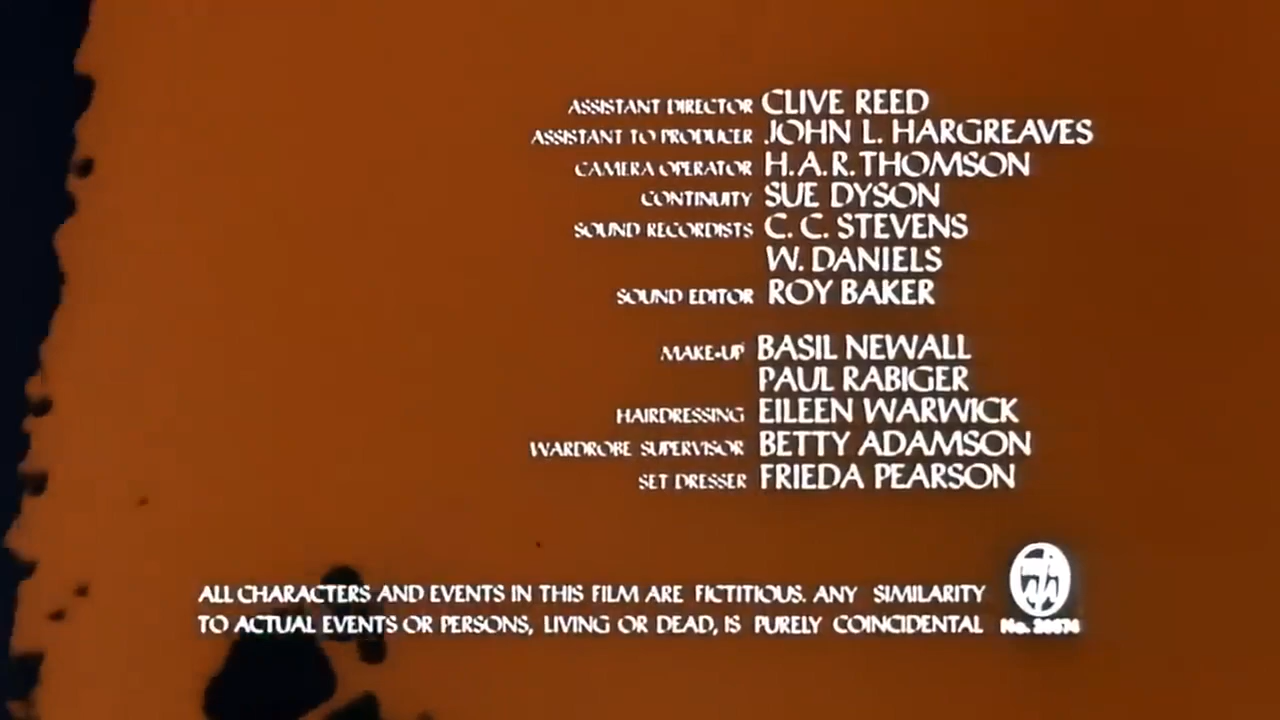 ASSISTANT DIRECTOR CLIVE REED
ASSISTANT TO PRODUCER JOHN L. HARGREAVES
CAMERA OPERATOR H.A.R. THOMSON
CONTINUITY SUE DYSON
SOUND RECORDISTS C. C. STEVENS
W. DANIELS
SOUND EDITOR ROY BAKER
MAKE-UP BASIL NEWALL
PAUL RABIGER
HAIRDRESSING EILEEN WARWICK
WARDROBE SUPERVISOR BETTY ADAMSON
SET DRESSER FRIEDA PEARSON
ALL CHARACTERS AND EVENTS IN THIS FILM ARE FICTITIOUS. ANY SIMILARITY
TO ACTUAL EVENTS OR PERSONS, LIVING OR DEAD, IS PURELY COINCIDENTAL
No.